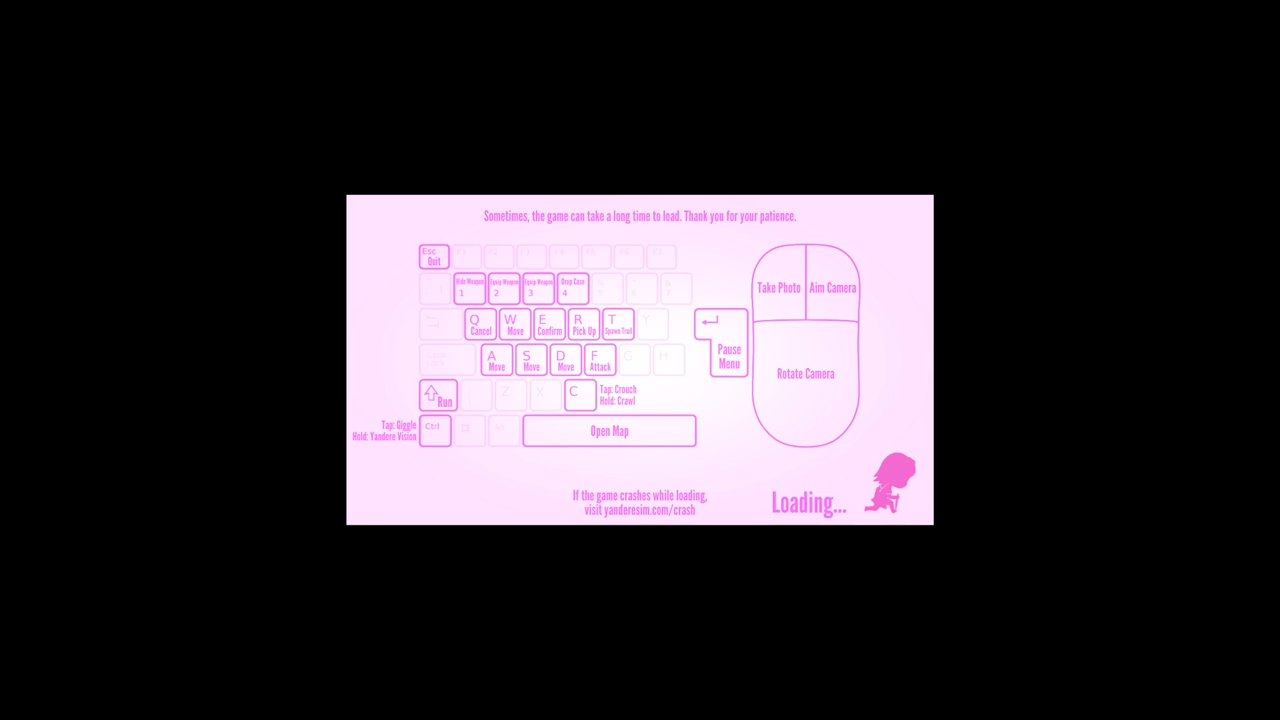 Sometimes, the game can take a long time to load. Thank you for your patience.
Esc
Quit
Hide Weapon
1
Equip Weapon
2
Equip Weapon
3
Drop Case
4
Q
Cancel
W
Move
E
Confirm
R
Pick Up
T
Spawn Trail
Y
A
Move
S
Move
D
Move
F
Attack
G
H
Pause
Menu
Run
Z
X
C
Tap: Crouch
Hold: Crawl
Tap: Giggle
Hold: Yandere Vision
Ctrl
Open Map
Take Photo
Aim Camera
Rotate Camera
If the game crashes while loading,
visit yanderesim.com/crash
Loading...